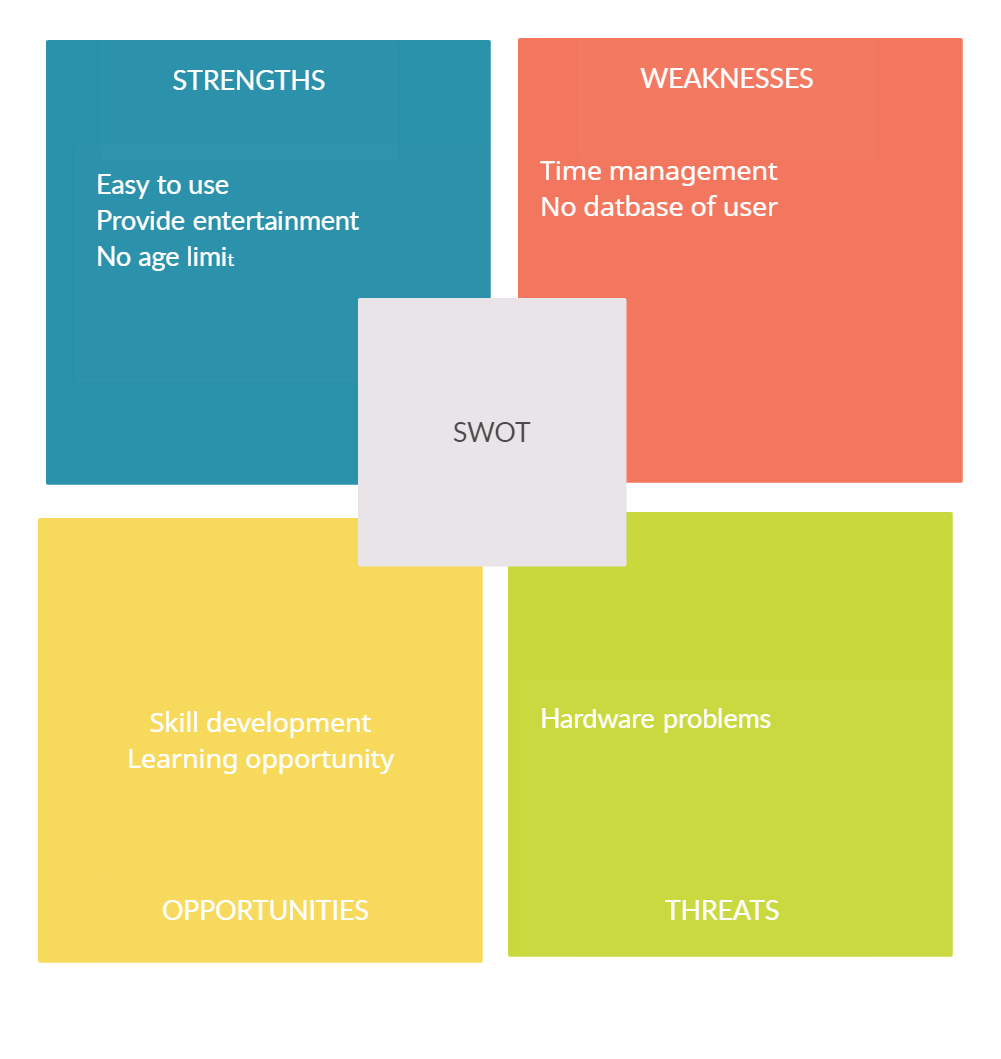 STRENGTHS
Easy to use
Provide entertainment
No age limit
WEAKNESSES
Time management
No datbase of user
SWOT
Skill development
Learning opportunity
OPPORTUNITIES
Hardware problems
THREATS